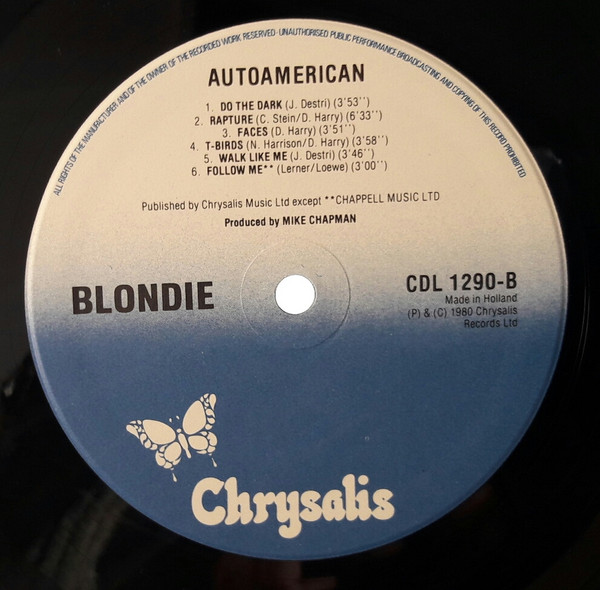 ALL RIGHTS OF THE MANUFACTURER AND OF THE OWNER OF THE RECORDED WORK RESERVED · UNAUTHORISED PUBLIC PERFORMANCE BROADCASTING AND COPYING OF THIS RECORD PROHIBITED
AUTOAMERICAN
1. DO THE DARK (J. Destri) (3'53'')
2. RAPTURE (C. Stein/D. Harry) (6'33'')
3. FACES (D. Harry) (3'51'')
4. T-BIRDS (N. Harrison/D. Harry) (3'58'')
5. WALK LIKE ME (J. Destri) (3'46'')
6. FOLLOW ME** (Lerner/Loewe) (3'00'')
Published by Chrysalis Music Ltd except **CHAPPELL MUSIC LTD
Produced by MIKE CHAPMAN
BLONDIE
CDL 1290-B
Made in Holland
(P) & (C) 1980 Chrysalis
Records Ltd
Chrysalis